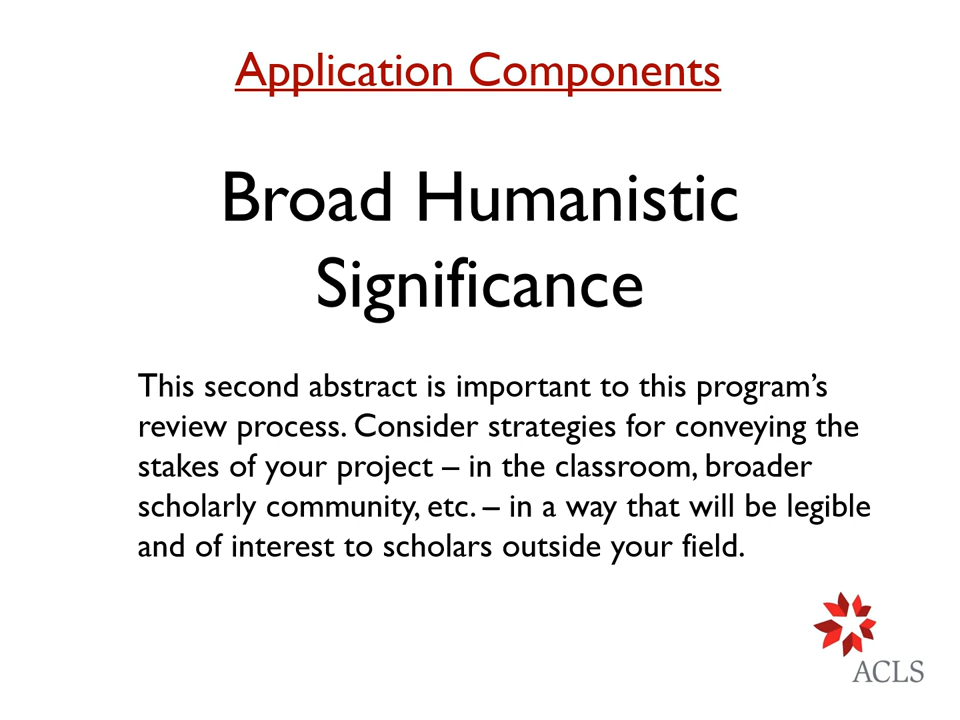 Application Components
Broad Humanistic
Significance
This second abstract is important to this program’s
review process. Consider strategies for conveying the
stakes of your project – in the classroom, broader
scholarly community, etc. – in a way that will be legible
and of interest to scholars outside your field.
ACLS